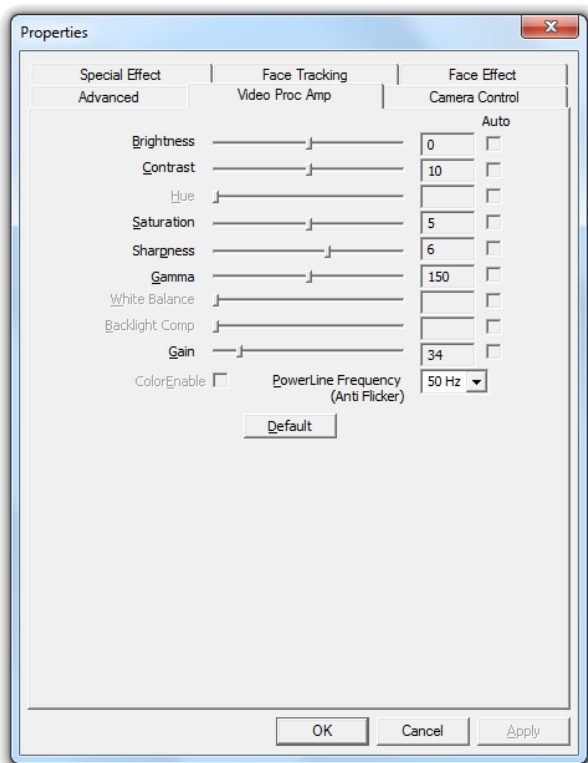 Properties
Special Effect Face Tracking Face Effect
Advanced Video Proc Amp Camera Control
Auto
Brightness 0
Contrast 10
Hue
Saturation 5
Sharpness 6
Gamma 150
White Balance
Backlight Comp
Gain 34
ColorEnable PowerLine Frequency 50 Hz
(Anti Flicker)
Default
OK Cancel Apply